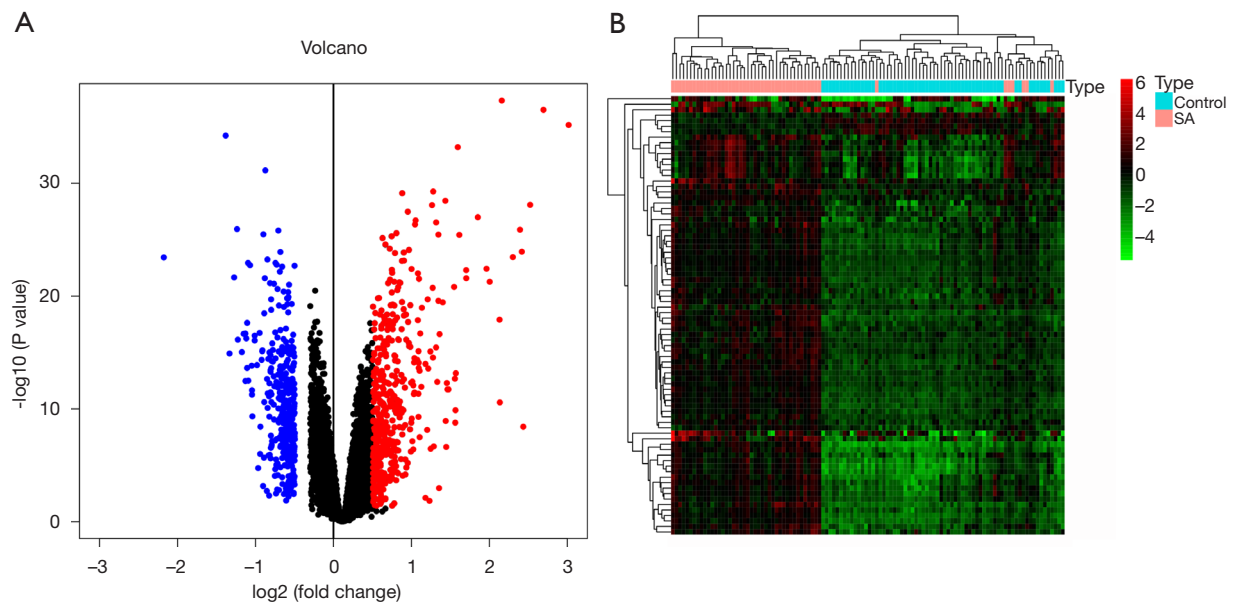 A
Volcano
-log10 (P value)
30
20
10
0
−3 −2 −1 0 1 2 3
log2 (fold change)
B
Type
6
4
2
0
−2
−4
Type
Control
SA